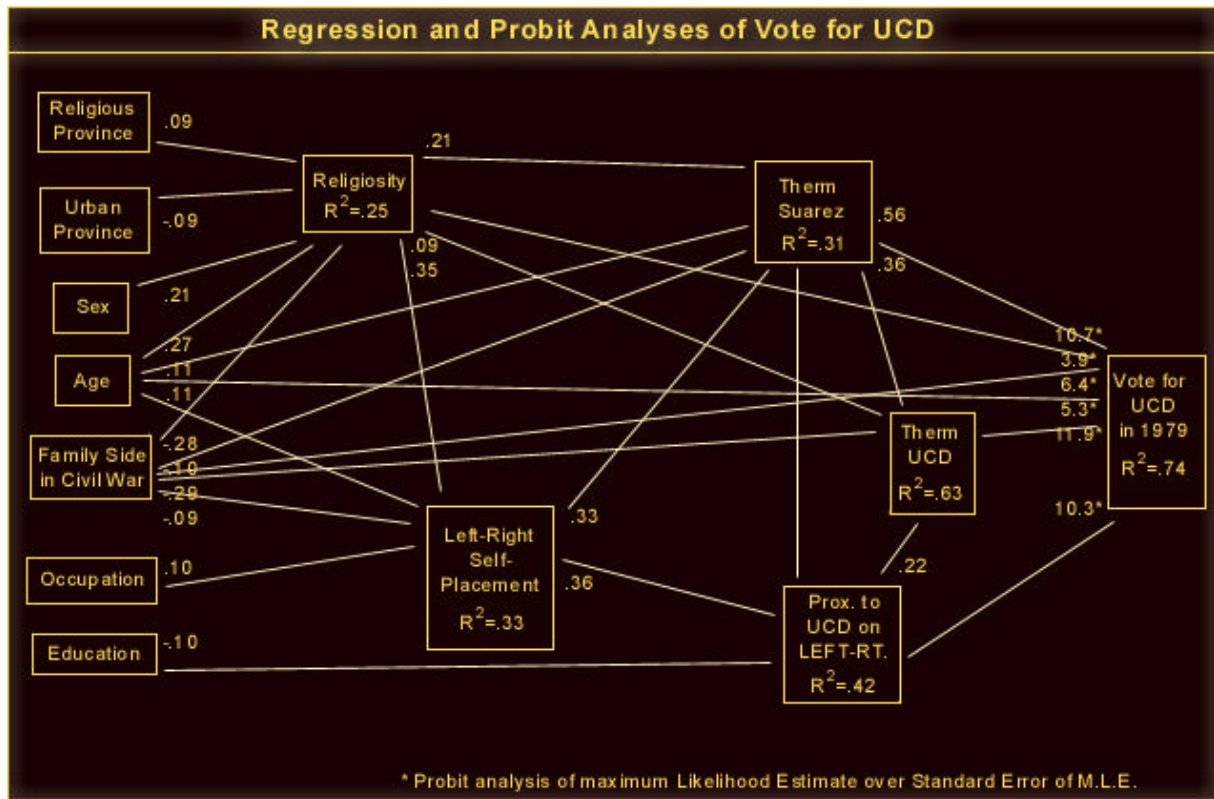 Regression and Probit Analyses of Vote for UCD
Religious
Province
.09
Urban
Province
-.09
Sex
.21
Age
.27
.11
.11
Family Side
in Civil War
-.28
-.10
-.29
-.09
Occupation
.10
Education
-.10
Religiosity
R²=.25
.21
.09
.35
Left-Right
Self-
Placement
R²=.33
.33
.36
Therm
Suarez
R²=.31
.56
.36
Therm
UCD
R²=.63
Prox. to
UCD on
LEFT-RT.
R²=.42
.22
10.7*
3.9*
6.4*
5.3*
11.9*
10.3*
Vote for
UCD
in 1979
R²=.74
* Probit analysis of maximum Likelihood Estimate over Standard Error of M.L.E.